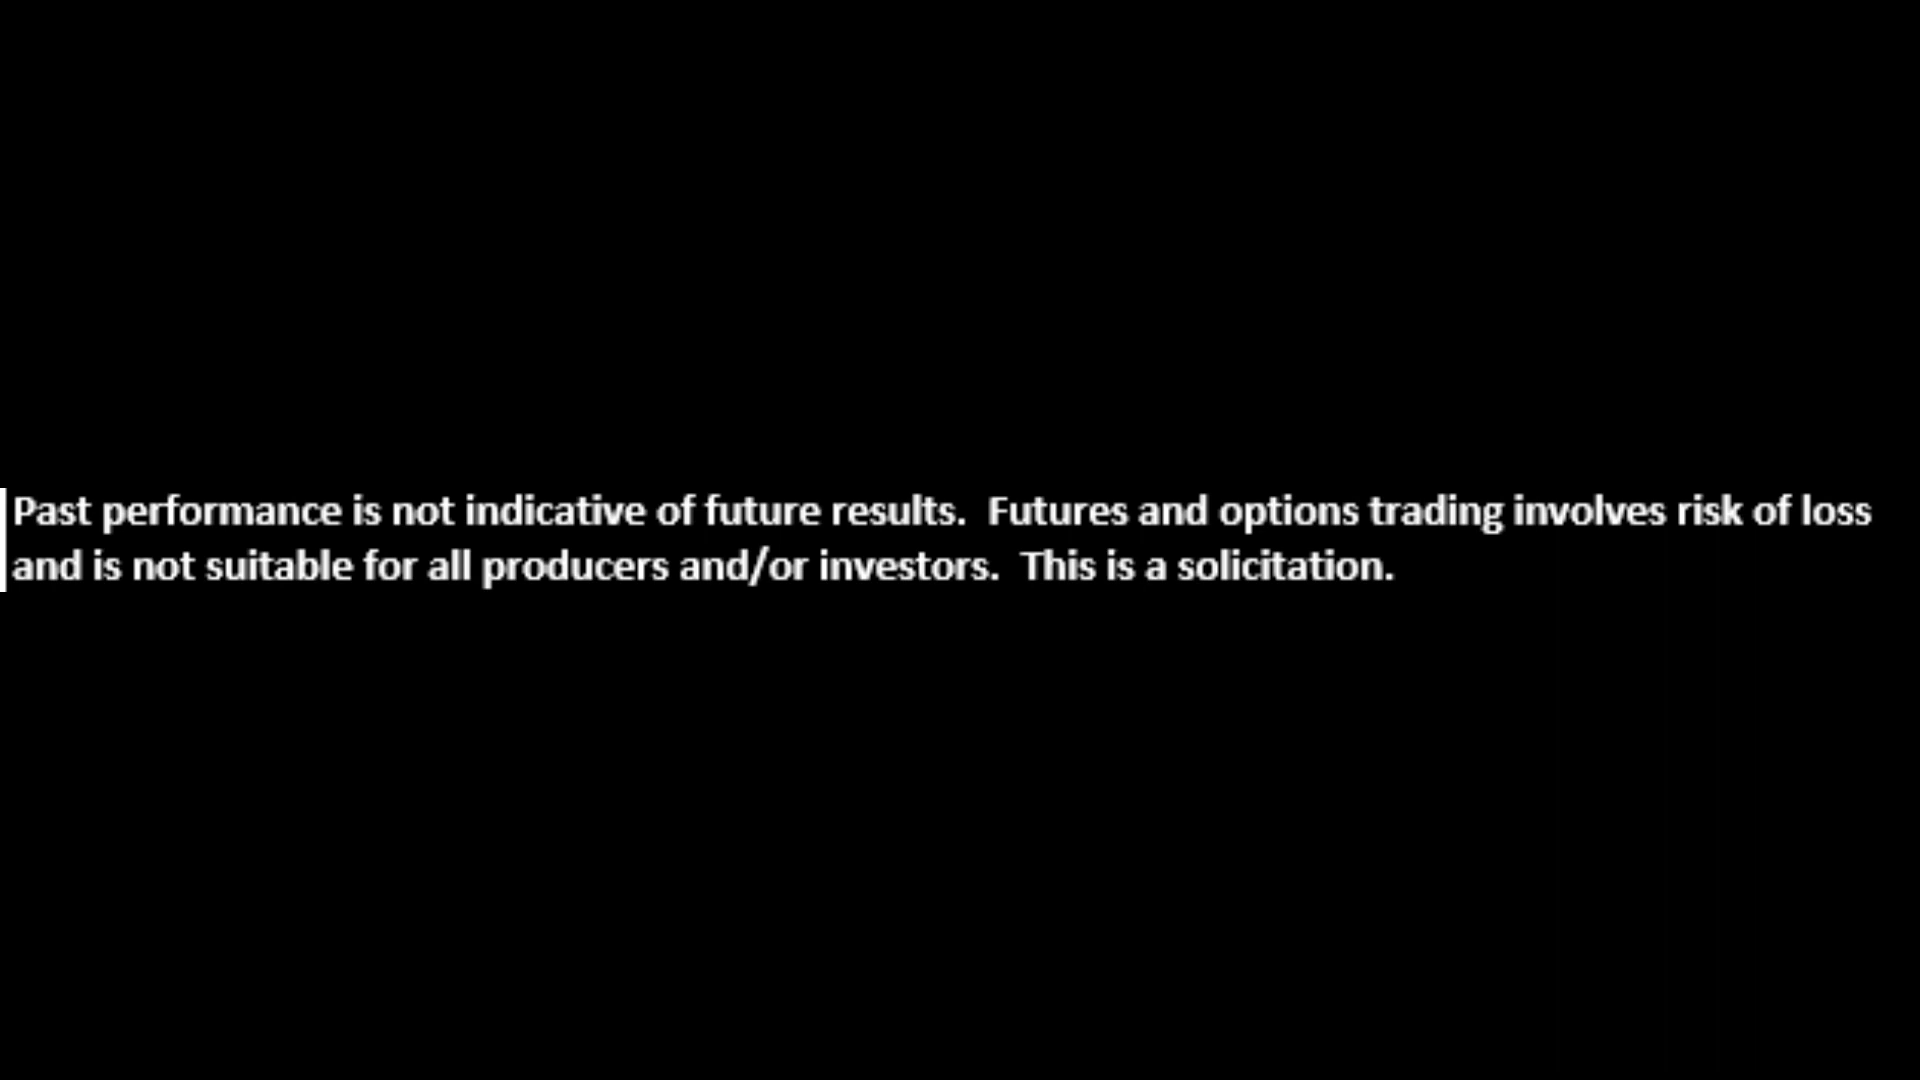 Past performance is not indicative of future results.  Futures and options trading involves risk of loss
and is not suitable for all producers and/or investors.  This is a solicitation.